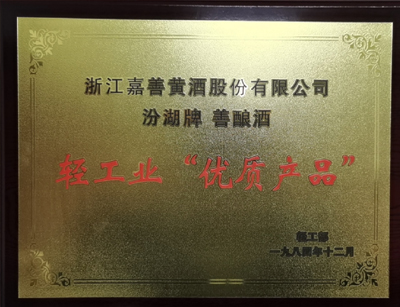 浙江嘉善黄酒股份有限公司
汾湖牌 善酿酒
轻工业“优质产品”
轻工部
一九八四年十二月